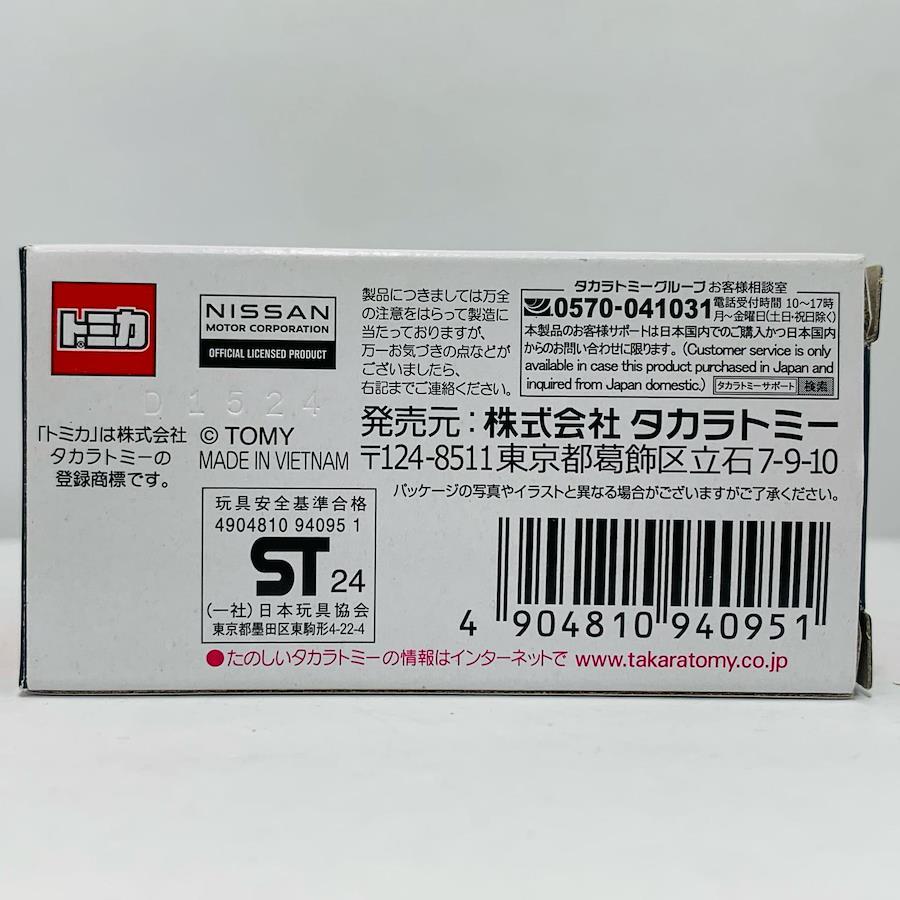 トミカ®
NISSAN
MOTOR CORPORATION
OFFICIAL LICENSED PRODUCT
D1524
「トミカ」は株式会社
タカラトミーの
登録商標です。
© TOMY
MADE IN VIETNAM
製品につきましては万全
の注意をはらって製造に
当たっておりますが、
万一お気づきの点などが
ございましたら、
右記までご連絡ください。
タカラトミーグループ お客様相談室
0570-041031 電話受付時間 10〜17時
月〜金曜日(土日・祝日除く)
本製品のお客様サポートは日本国内でのご購入かつ日本国内
からのお問い合わせに限ります。(Customer service is only
available in case this product purchased in Japan and
inquired from Japan domestic.) タカラトミーサポート 検索
発売元:株式会社 タカラトミー
〒124-8511 東京都葛飾区立石7-9-10
パッケージの写真やイラストと異なる場合がございますがご了承ください。
玩具安全基準合格
4904810 94095 1
ST 24
(一社)日本玩具協会
東京都墨田区東駒形4-22-4
4 904810 940951
●たのしいタカラトミーの情報はインターネットで www.takaratomy.co.jp